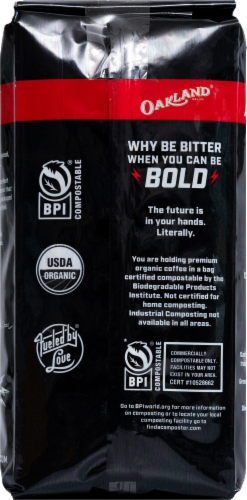 OAKLAND
WHY BE BITTER
WHEN YOU CAN BE
BOLD
The future is
in your hands.
Literally.
BPI
COMPOSTABLE
USDA
ORGANIC
Fueled by
Love
You are holding premium
organic coffee in a bag
certified compostable by the
Biodegradable Products
Institute. Not certified for
home composting.
Industrial Composting not
available in all areas.
BPI
COMPOSTABLE
COMMERCIALLY
COMPOSTABLE ONLY.
FACILITIES MAY NOT
EXIST IN YOUR AREA.
CERT #10528662
Go to BPIworld.org for more information
on composting or to locate your local
composting facility go to
findacomposter.com